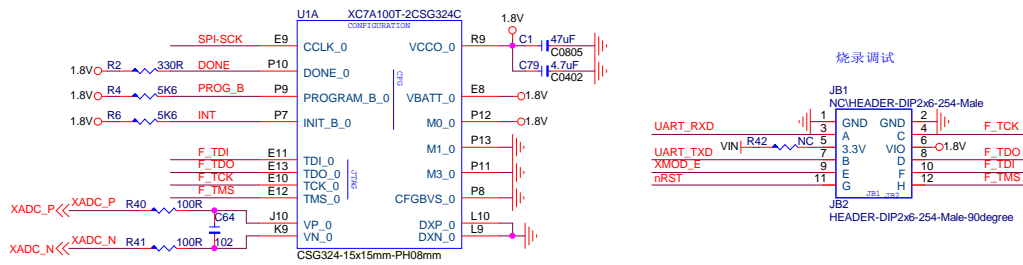 U1A XC7A100T-2CSG324C
CONFIGURATION
SPI-SCK E9 CCLK_0 VCCO_0 R9 1.8V C1 47uF C0805
1.8V R2 330R DONE P10 DONE_0 C79 4.7uF C0402
1.8V R4 5K6 PROG_B P9 PROGRAM_B_0 CFG VBATT_0 E8 1.8V
1.8V R6 5K6 INT P7 INIT_B_0 M0_0 P12 1.8V
M1_0 P13
F_TDI E11 TDI_0 M3_0 P11
F_TDO E13 TDO_0 JTAG
F_TCK E10 TCK_0
F_TMS E12 TMS_0 CFGBVS_0 P8
XADC_P XADC_P R40 100R J10 VP_0 DXP_0 L10
C64
102
XADC_N XADC_N R41 100R K9 VN_0 DXN_0 L9
CSG324-15x15mm-PH08mm
烧录调试
JB1
NC\HEADER-DIP2x6-254-Male
1 GND GND 2
UART_RXD 3 A C 4 F_TCK
VIN R42 NC 5 3.3V VIO 6 1.8V
UART_TXD 7 B D 8 F_TDO
XMOD_E 9 E F 10 F_TDI
nRST 11 G H 12 F_TMS
JB1 JB2
JB2
HEADER-DIP2x6-254-Male-90degree